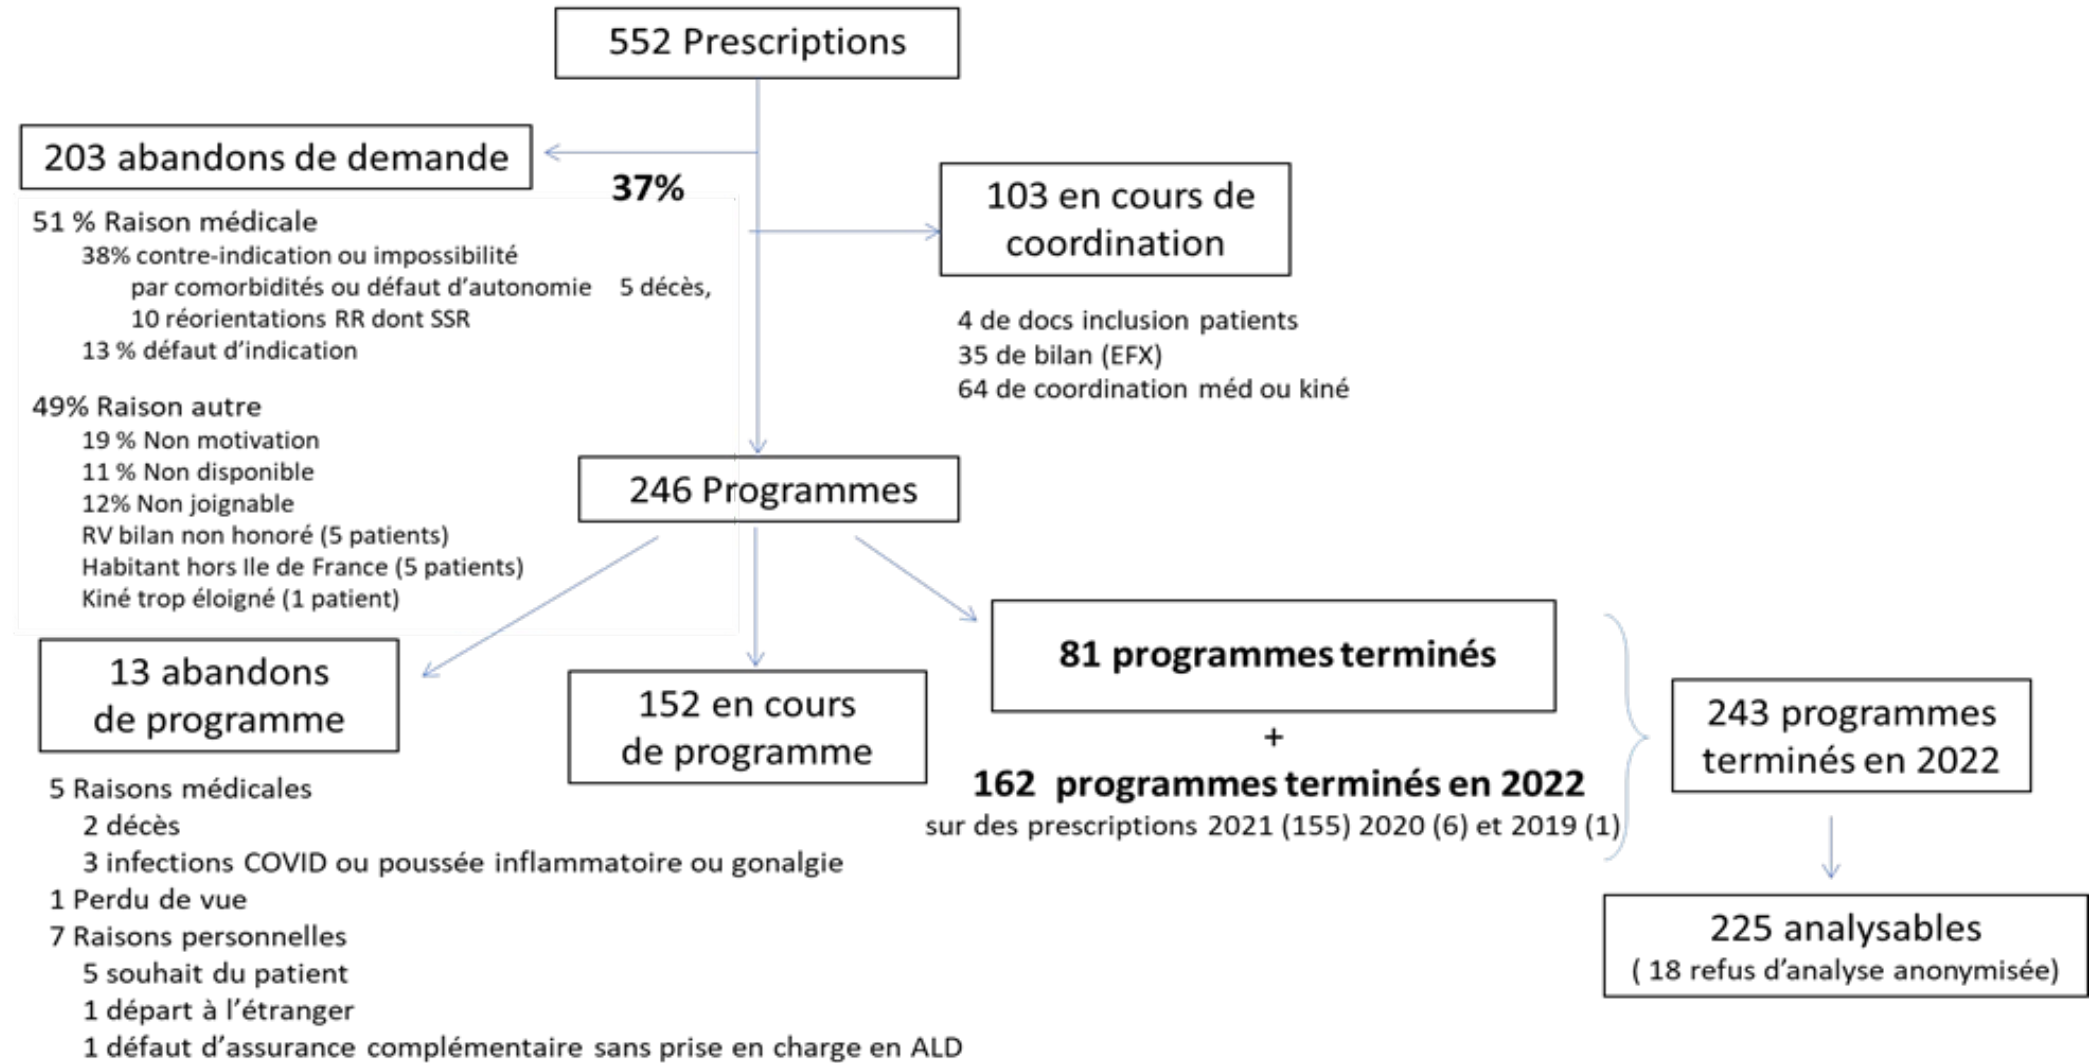 552 Prescriptions
203 abandons de demande
37%
103 en cours de
coordination
51 % Raison médicale
38% contre-indication ou impossibilité
par comorbidités ou défaut d'autonomie 5 décès,
10 réorientations RR dont SSR
13 % défaut d'indication
4 de docs inclusion patients
35 de bilan (EFX)
64 de coordination méd ou kiné
49% Raison autre
19 % Non motivation
11 % Non disponible
12% Non joignable
RV bilan non honoré (5 patients)
Habitant hors Ile de France (5 patients)
Kiné trop éloigné (1 patient)
246 Programmes
13 abandons
de programme
5 Raisons médicales
2 décès
3 infections COVID ou poussée inflammatoire ou gonalgie
1 Perdu de vue
7 Raisons personnelles
5 souhait du patient
1 départ à l'étranger
1 défaut d'assurance complémentaire sans prise en charge en ALD
152 en cours
de programme
81 programmes terminés
+
162 programmes terminés en 2022
sur des prescriptions 2021 (155) 2020 (6) et 2019 (1)
243 programmes
terminés en 2022
225 analysables
( 18 refus d'analyse anonymisée)